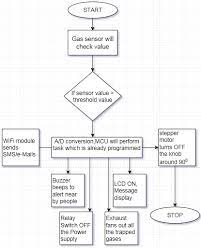 START
Gas sensor will
check value
If sensor value =
threshold value
WiFi module
sends
SMS/e-Mails
A/D conversion,MCU will perform
task which is already programmed
stepper
motor
turns OFF
the knob
around 90⁰
Buzzer
beeps to
alert near
by people
LCD ON,
Message
display
Relay
Switch OFF
the Power
supply
Exhaust
fans out all
the trapped
gases
STOP